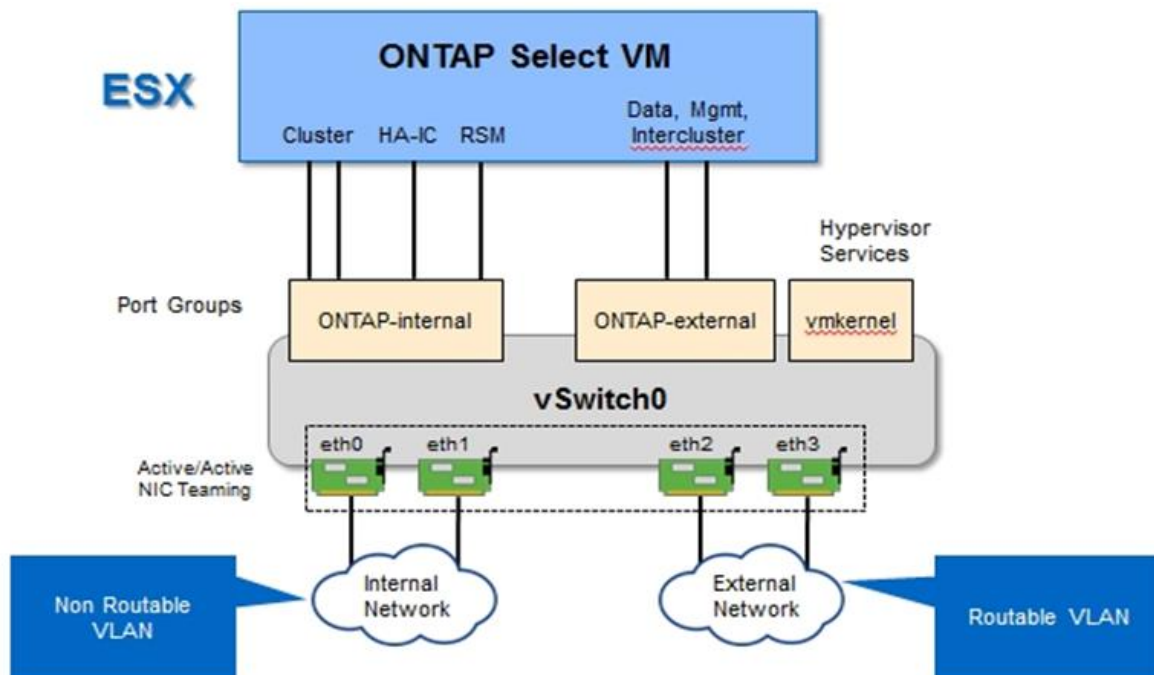 ONTAP Select VM
ESX
Cluster HA-IC RSM
Data, Mgmt,
Intercluster
Hypervisor
Services
Port Groups
ONTAP-internal
ONTAP-external
vmkernel
vSwitch0
eth0 eth1 eth2 eth3
Active/Active
NIC Teaming
Internal
Network
External
Network
Non Routable
VLAN
Routable VLAN